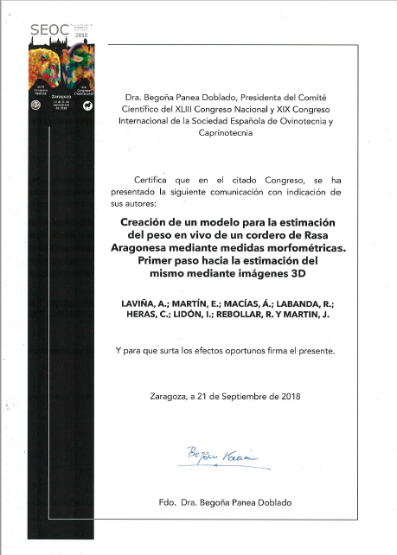 SEOC
2018
Zaragoza
Dra. Begoña Panea Doblado, Presidenta del Comité
Científico del XLIII Congreso Nacional y XIX Congreso
Internacional de la Sociedad Española de Ovinotecnia y
Caprinotecnia
Certifica que en el citado Congreso, se ha
presentado la siguiente comunicación con indicación de
sus autores:
Creación de un modelo para la estimación
del peso en vivo de un cordero de Rasa
Aragonesa mediante medidas morfométricas.
Primer paso hacia la estimación del
mismo mediante imágenes 3D
LAVIÑA, A.; MARTÍN, E.; MACÍAS, Á.; LABANDA, R.;
HERAS, C.; LIDÓN, I.; REBOLLAR, R. Y MARTIN, J.
Y para que surta los efectos oportunos firma el presente.
Zaragoza, a 21 de Septiembre de 2018
Begoña Panea
Fdo. Dra. Begoña Panea Doblado